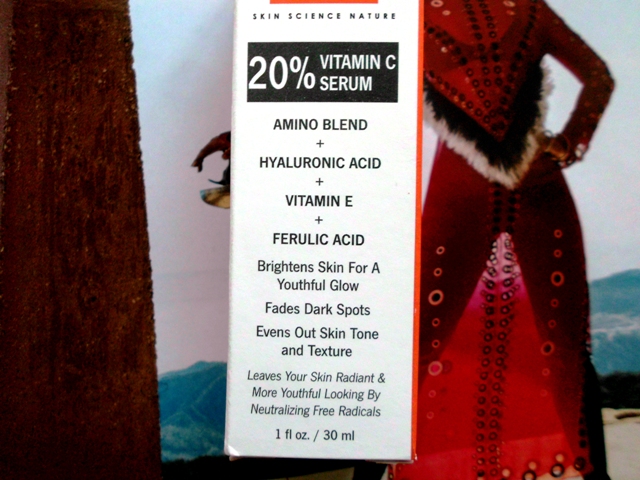 SKIN SCIENCE NATURE
20% VITAMIN C
SERUM
AMINO BLEND
+
HYALURONIC ACID
+
VITAMIN E
+
FERULIC ACID
Brightens Skin For A
Youthful Glow
Fades Dark Spots
Evens Out Skin Tone
and Texture
Leaves Your Skin Radiant &
More Youthful Looking By
Neutralizing Free Radicals
1 fl oz. / 30 ml